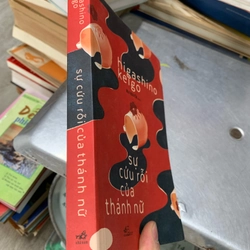 higashino
keigo
sự cứu rỗi của thánh nữ
higashino
keigo
sự
cứu rỗi
của
thánh nữ